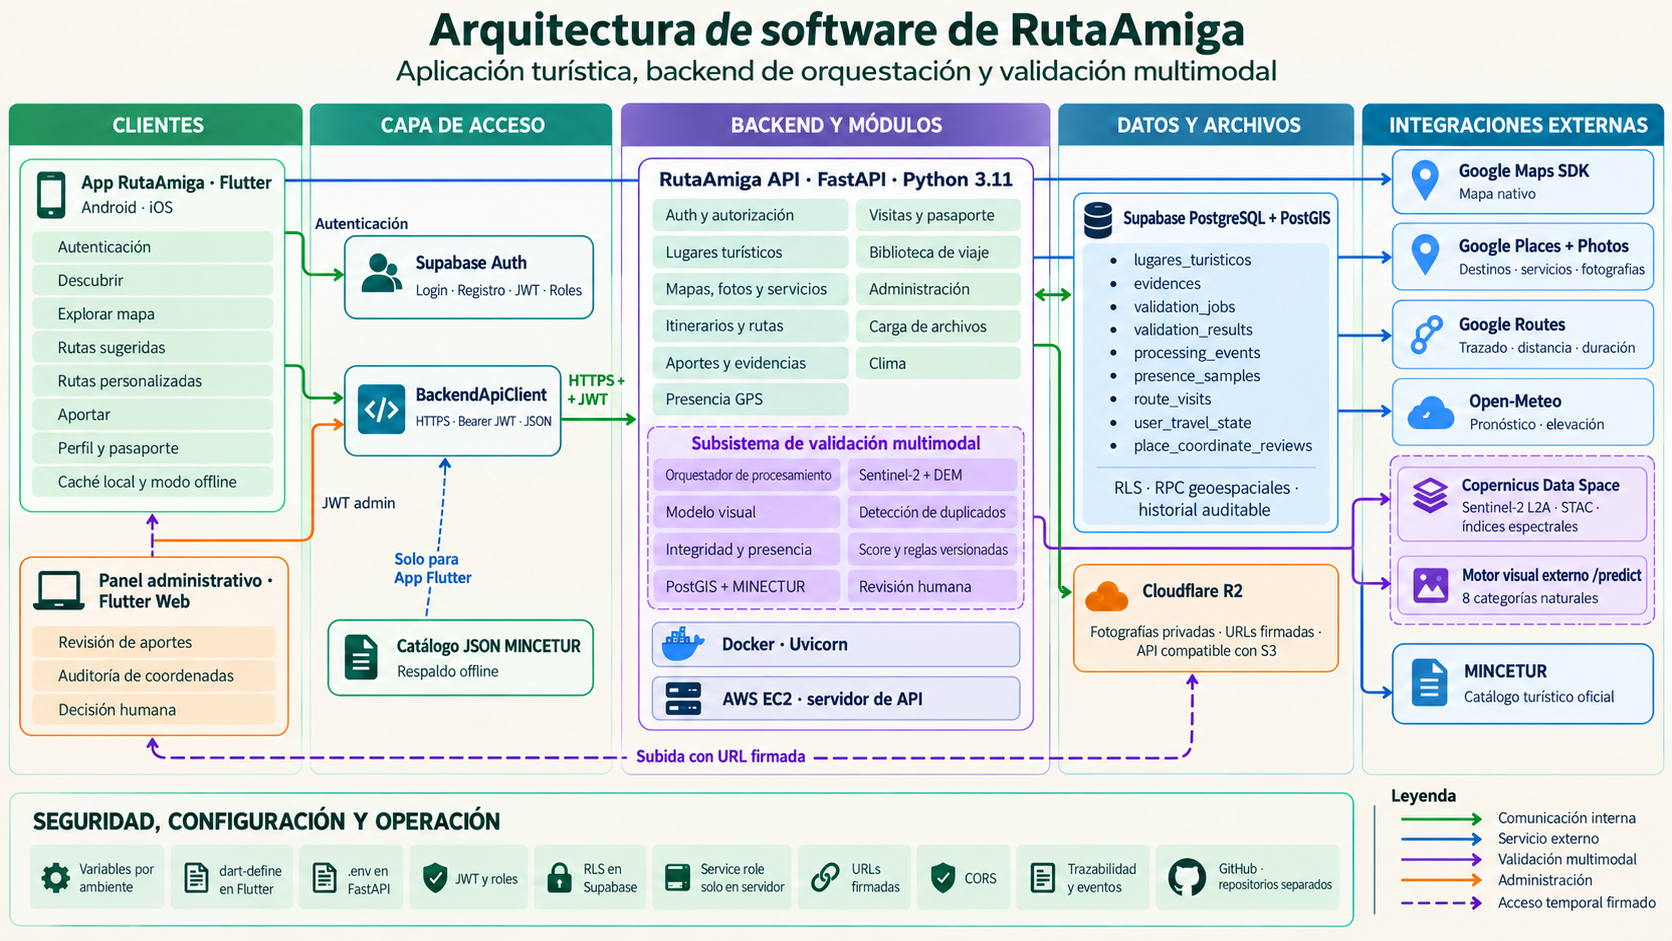 Arquitectura de software de RutaAmiga
Aplicación turística, backend de orquestación y validación multimodal
CLIENTES
App RutaAmiga · Flutter
Android · iOS
Autenticación
Descubrir
Explorar mapa
Rutas sugeridas
Rutas personalizadas
Aportar
Perfil y pasaporte
Caché local y modo offline
Panel administrativo ·
Flutter Web
Revisión de aportes
Auditoría de coordenadas
Decisión humana
CAPA DE ACCESO
Autenticación
Supabase Auth
Login · Registro · JWT · Roles
BackendApiClient
HTTPS · Bearer JWT · JSON
HTTPS +
+ JWT
JWT admin
Solo para
App Flutter
Catálogo JSON MINCETUR
Respaldo offline
BACKEND Y MÓDULOS
RutaAmiga API · FastAPI · Python 3.11
Auth y autorización
Visitas y pasaporte
Lugares turísticos
Biblioteca de viaje
Mapas, fotos y servicios
Administración
Itinerarios y rutas
Carga de archivos
Aportes y evidencias
Clima
Presencia GPS
Subsistema de validación multimodal
Orquestador de procesamiento
Sentinel-2 + DEM
Modelo visual
Detección de duplicados
Integridad y presencia
Score y reglas versionadas
PostGIS + MINECTUR
Revisión humana
Docker · Uvicorn
AWS EC2 · servidor de API
Subida con URL firmada
DATOS Y ARCHIVOS
Supabase PostgreSQL + PostGIS
• lugares_turisticos
• evidences
• validation_jobs
• validation_results
• processing_events
• presence_samples
• route_visits
• user_travel_state
• place_coordinate_reviews
RLS · RPC geoespaciales ·
historial auditable
Cloudflare R2
Fotografías privadas · URLs firmadas ·
API compatible con S3
INTEGRACIONES EXTERNAS
Google Maps SDK
Mapa nativo
Google Places + Photos
Destinos · servicios · fotografias
Google Routes
Trazado · distancia · duración
Open-Meteo
Pronóstico · elevación
Copernicus Data Space
Sentinel-2 L2A · STAC ·
índices espectrales
Motor visual externo /predict
8 categorías naturales
MINCETUR
Catálogo turístico oficial
SEGURIDAD, CONFIGURACIÓN Y OPERACIÓN
Variables por
ambiente
dart-define
en Flutter
.env en
FastAPI
JWT y roles
RLS en
Supabase
Service role
solo en servidor
URLs
firmadas
CORS
Trazabilidad
y eventos
GitHub ·
repositorios separados
Leyenda
Comunicación interna
Servicio externo
Validación multimodal
Administración
Acceso temporal firmado